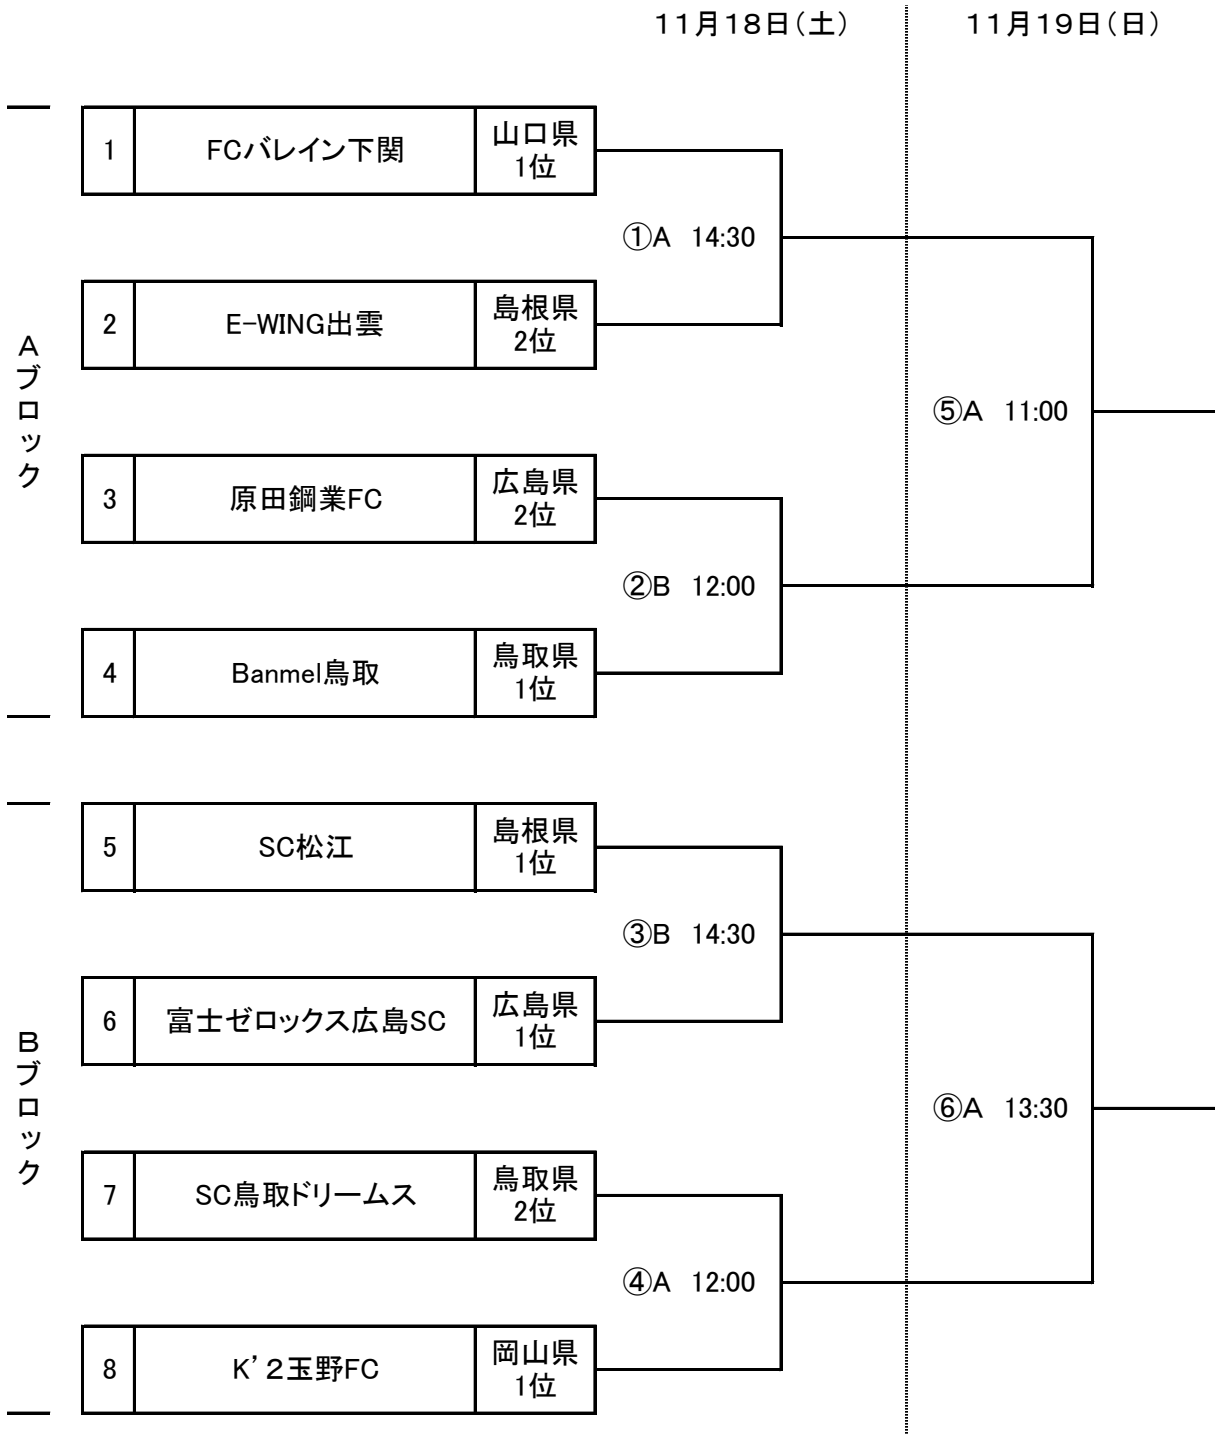 11月18日(土)
11月19日(日)
Aブロック
1
FCバレイン下関
山口県
1位
①A 14:30
2
E-WING出雲
島根県
2位
⑤A 11:00
3
原田鋼業FC
広島県
2位
②B 12:00
4
Banmel鳥取
鳥取県
1位
Bブロック
5
SC松江
島根県
1位
③B 14:30
6
富士ゼロックス広島SC
広島県
1位
⑥A 13:30
7
SC鳥取ドリームス
鳥取県
2位
④A 12:00
8
K’2玉野FC
岡山県
1位